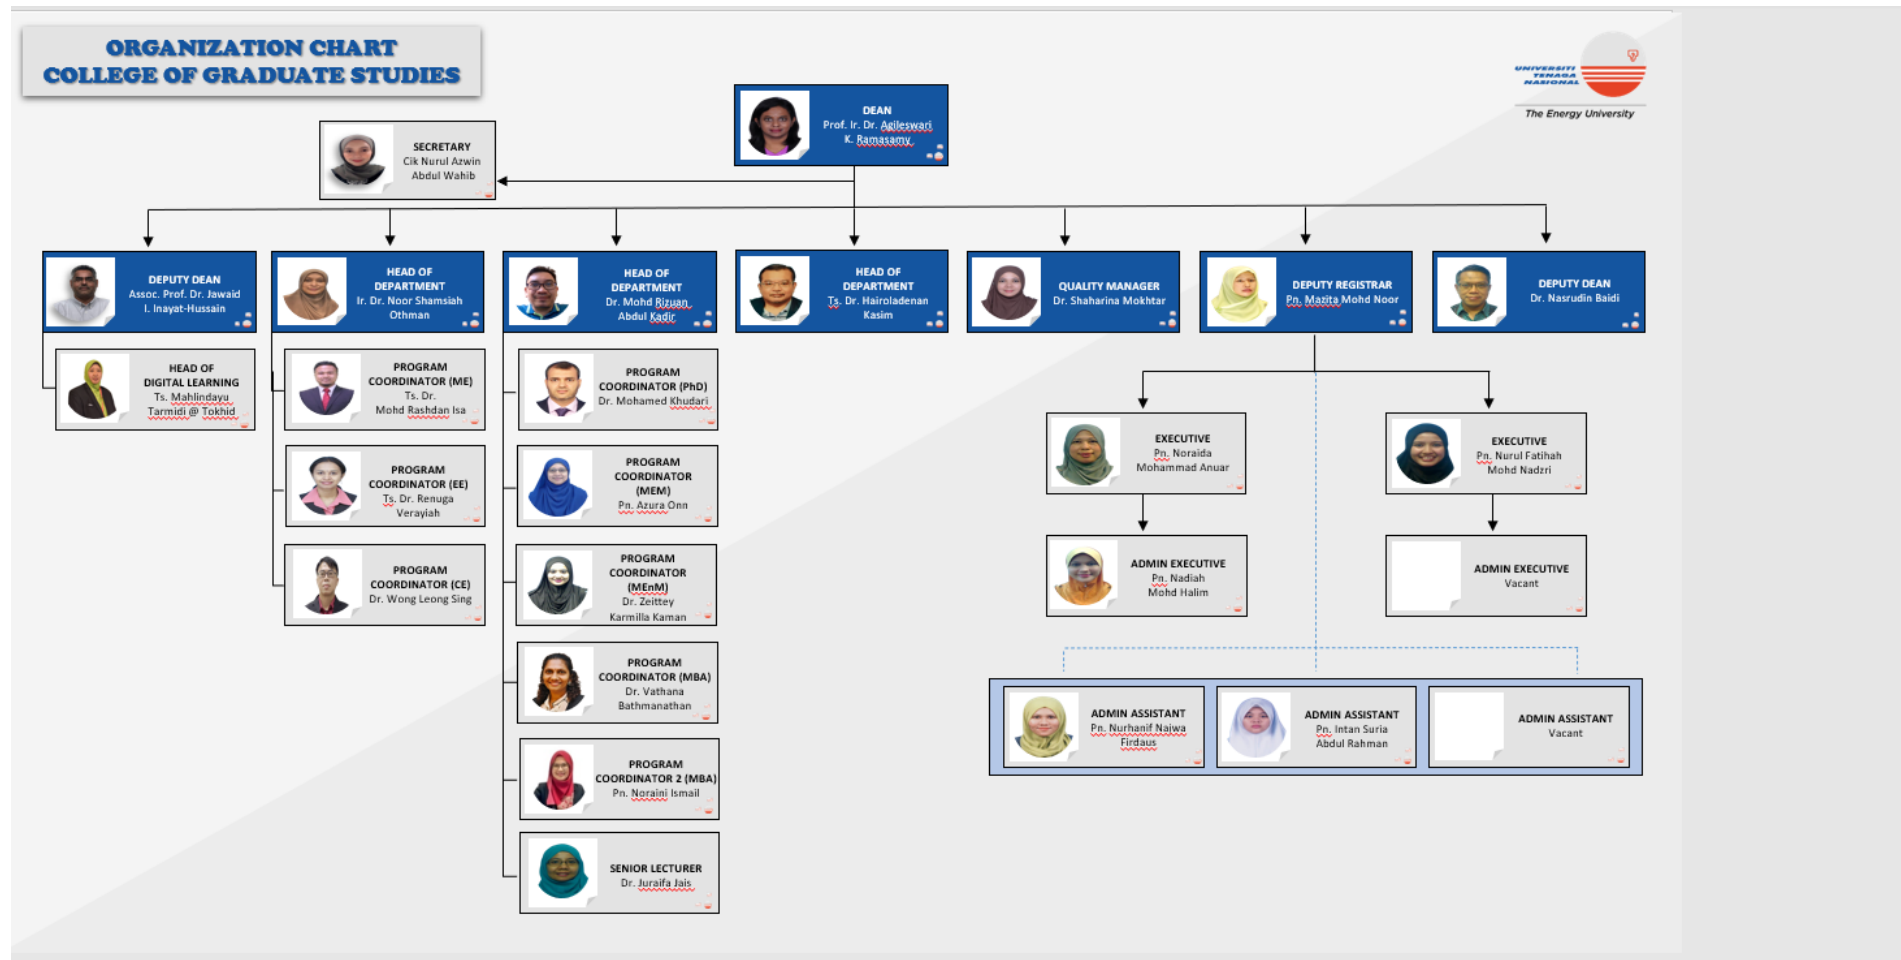 ORGANIZATION CHART
COLLEGE OF GRADUATE STUDIES
UNIVERSITI
TENAGA
NASIONAL
The Energy University
DEAN
Prof. Ir. Dr. Agileswari
K. Ramasamy
SECRETARY
Cik Nurul Azwin
Abdul Wahib
DEPUTY DEAN
Assoc. Prof. Dr. Jawaid
I. Inayat-Hussain
HEAD OF
DEPARTMENT
Ir. Dr. Noor Shamsiah
Othman
HEAD OF
DEPARTMENT
Dr. Mohd Rizuan
Abdul Kadir
HEAD OF
DEPARTMENT
Ts. Dr. Hairoladenan
Kasim
QUALITY MANAGER
Dr. Shaharina Mokhtar
DEPUTY REGISTRAR
Pn. Mazita Mohd Noor
DEPUTY DEAN
Dr. Nasrudin Baidi
HEAD OF
DIGITAL LEARNING
Ts. Mahlindayu
Tarmidi @ Tokhid
PROGRAM
COORDINATOR (ME)
Ts. Dr.
Mohd Rashdan Isa
PROGRAM
COORDINATOR (EE)
Ts. Dr. Renuga
Verayiah
PROGRAM
COORDINATOR (CE)
Dr. Wong Leong Sing
PROGRAM
COORDINATOR (PhD)
Dr. Mohamed Khudari
PROGRAM
COORDINATOR
(MEM)
Pn. Azura Onn
PROGRAM
COORDINATOR
(MEnM)
Dr. Zeittey
Karmilla Kaman
PROGRAM
COORDINATOR (MBA)
Dr. Vathana
Bathmanathan
PROGRAM
COORDINATOR 2 (MBA)
Pn. Noraini Ismail
SENIOR LECTURER
Dr. Juraifa Jais
EXECUTIVE
Pn. Noraida
Mohammad Anuar
EXECUTIVE
Pn. Nurul Fatihah
Mohd Nadzri
ADMIN EXECUTIVE
Pn. Nadiah
Mohd Halim
ADMIN EXECUTIVE
Vacant
ADMIN ASSISTANT
Pn. Nurhanif Najwa
Firdaus
ADMIN ASSISTANT
Pn. Intan Suria
Abdul Rahman
ADMIN ASSISTANT
Vacant